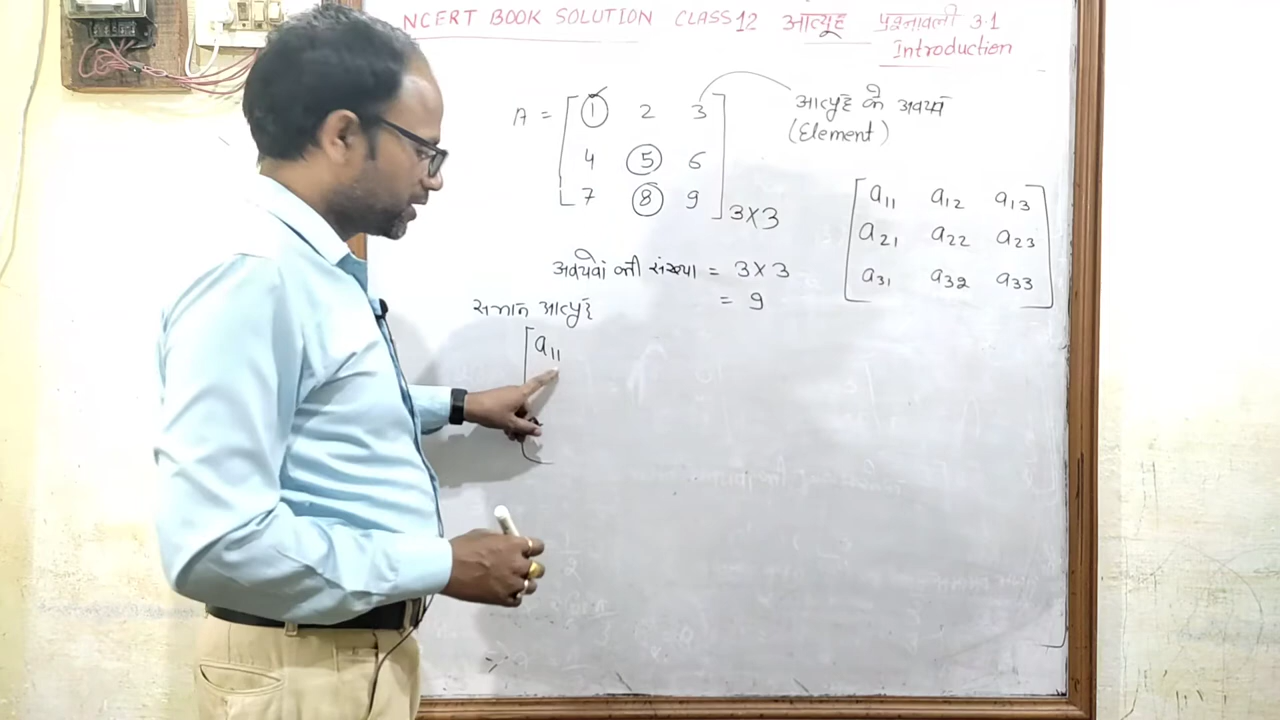 NCERT BOOK SOLUTION CLASS 12 आव्यूह प्रश्नावली 3.1
Introduction
A = [ 1 2 3
4 5 6
7 8 9 ] 3×3
आव्यूह के अवयव
(Element)
[ a11 a12 a13
a21 a22 a23
a31 a32 a33 ]
अवयवों की संख्या = 3×3
= 9
समान आव्यूह
[ a11